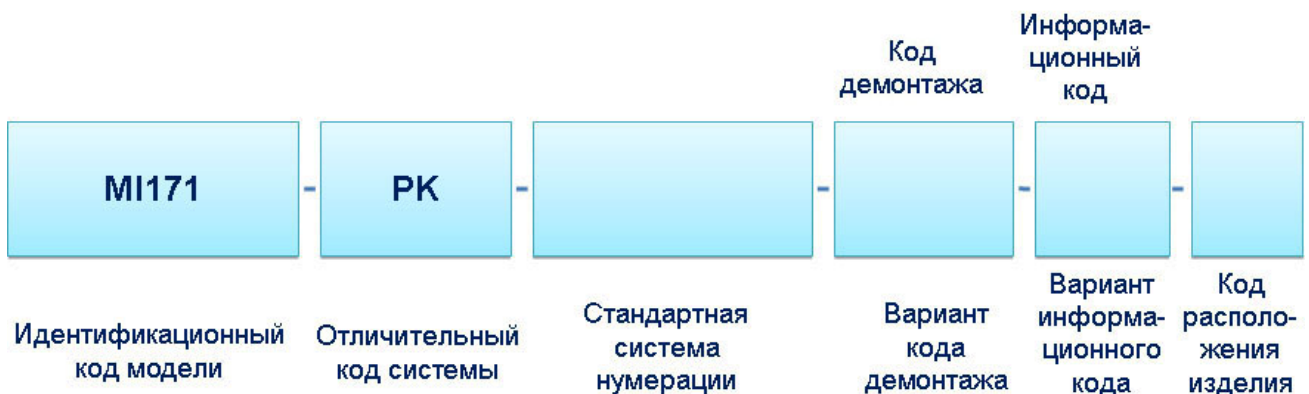 Код
демонтажа
Информа-
ционный
код
MI171 - PK - - - -
Идентификационный
код модели
Отличительный
код системы
Стандартная
система
нумерации
Вариант
кода
демонтажа
Вариант
информа-
ционного
кода
Код
располо-
жения
изделия